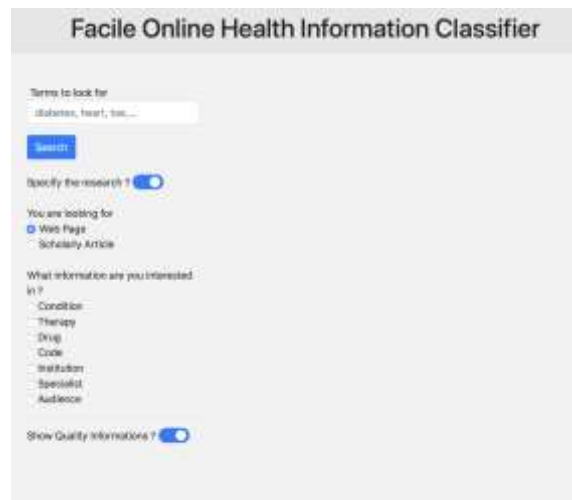 Facile Online Health Information Classifier
Terms to look for
diabetes, heart, toe,...
Search
Specify the research ?
You are looking for
Web Page
Scholarly Article
What information are you interested
in ?
Condition
Therapy
Drug
Code
Institution
Specialist
Audience
Show Quality Informations ?